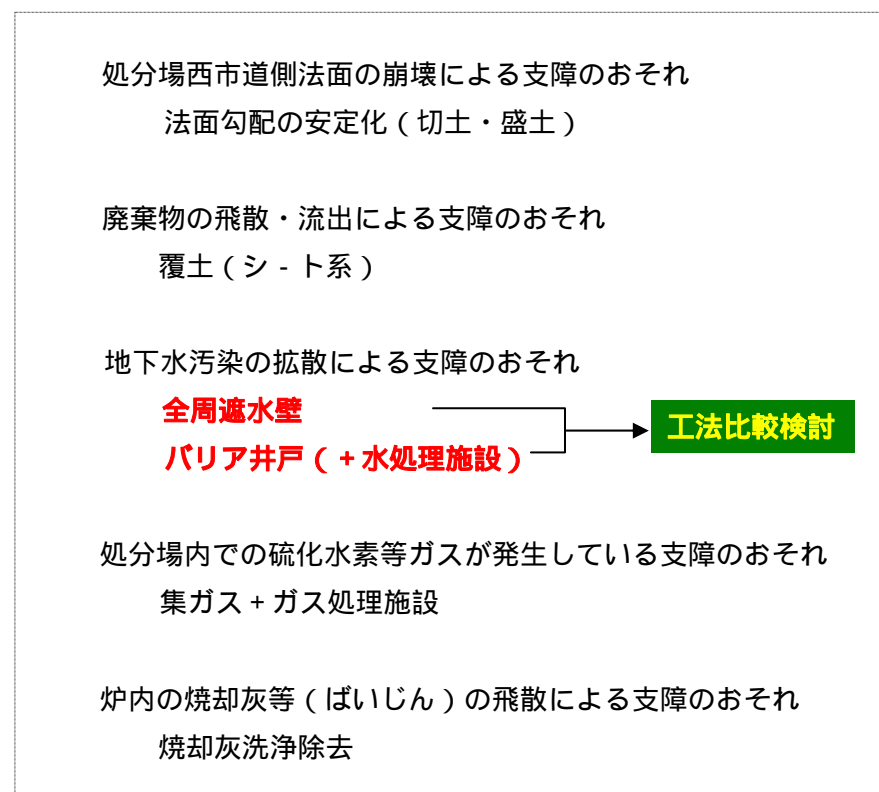 処分場西市道側法面の崩壊による支障のおそれ
法面勾配の安定化(切土・盛土)
廃棄物の飛散・流出による支障のおそれ
覆土(シ-ト系)
地下水汚染の拡散による支障のおそれ
全周遮水壁
バリア井戸(+水処理施設)
工法比較検討
処分場内での硫化水素等ガスが発生している支障のおそれ
集ガス+ガス処理施設
炉内の焼却灰等(ばいじん)の飛散による支障のおそれ
焼却灰洗浄除去